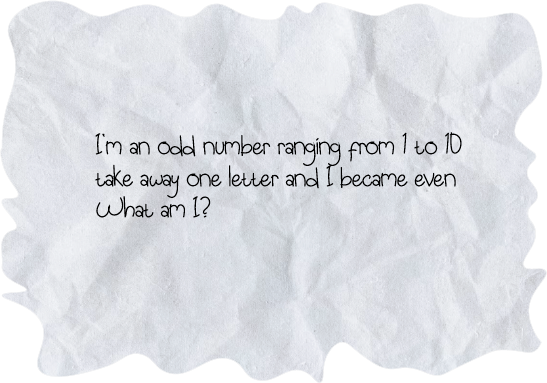 I'm an odd number ranging from 1 to 10
take away one letter and I became even
What am I?